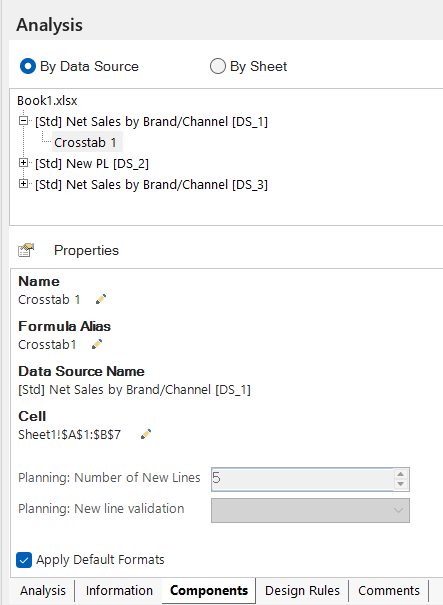 Analysis
By Data Source By Sheet
Book1.xlsx
[Std] Net Sales by Brand/Channel [DS_1]
Crosstab 1
[Std] New PL [DS_2]
[Std] Net Sales by Brand/Channel [DS_3]
Properties
Name
Crosstab 1
Formula Alias
Crosstab1
Data Source Name
[Std] Net Sales by Brand/Channel [DS_1]
Cell
Sheet1!$A$1:$B$7
Planning: Number of New Lines 5
Planning: New line validation
Apply Default Formats
Analysis Information Components Design Rules Comments